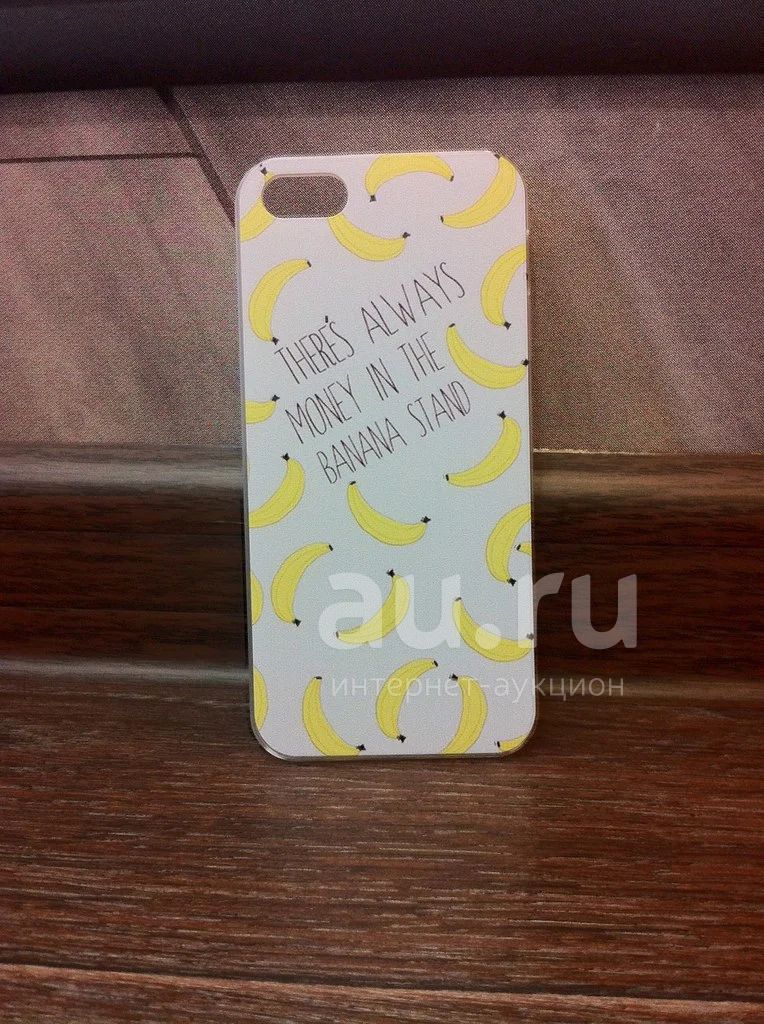 THERE'S ALWAYS
MONEY IN THE
BANANA STAND
au.ru
интернет-аукцион